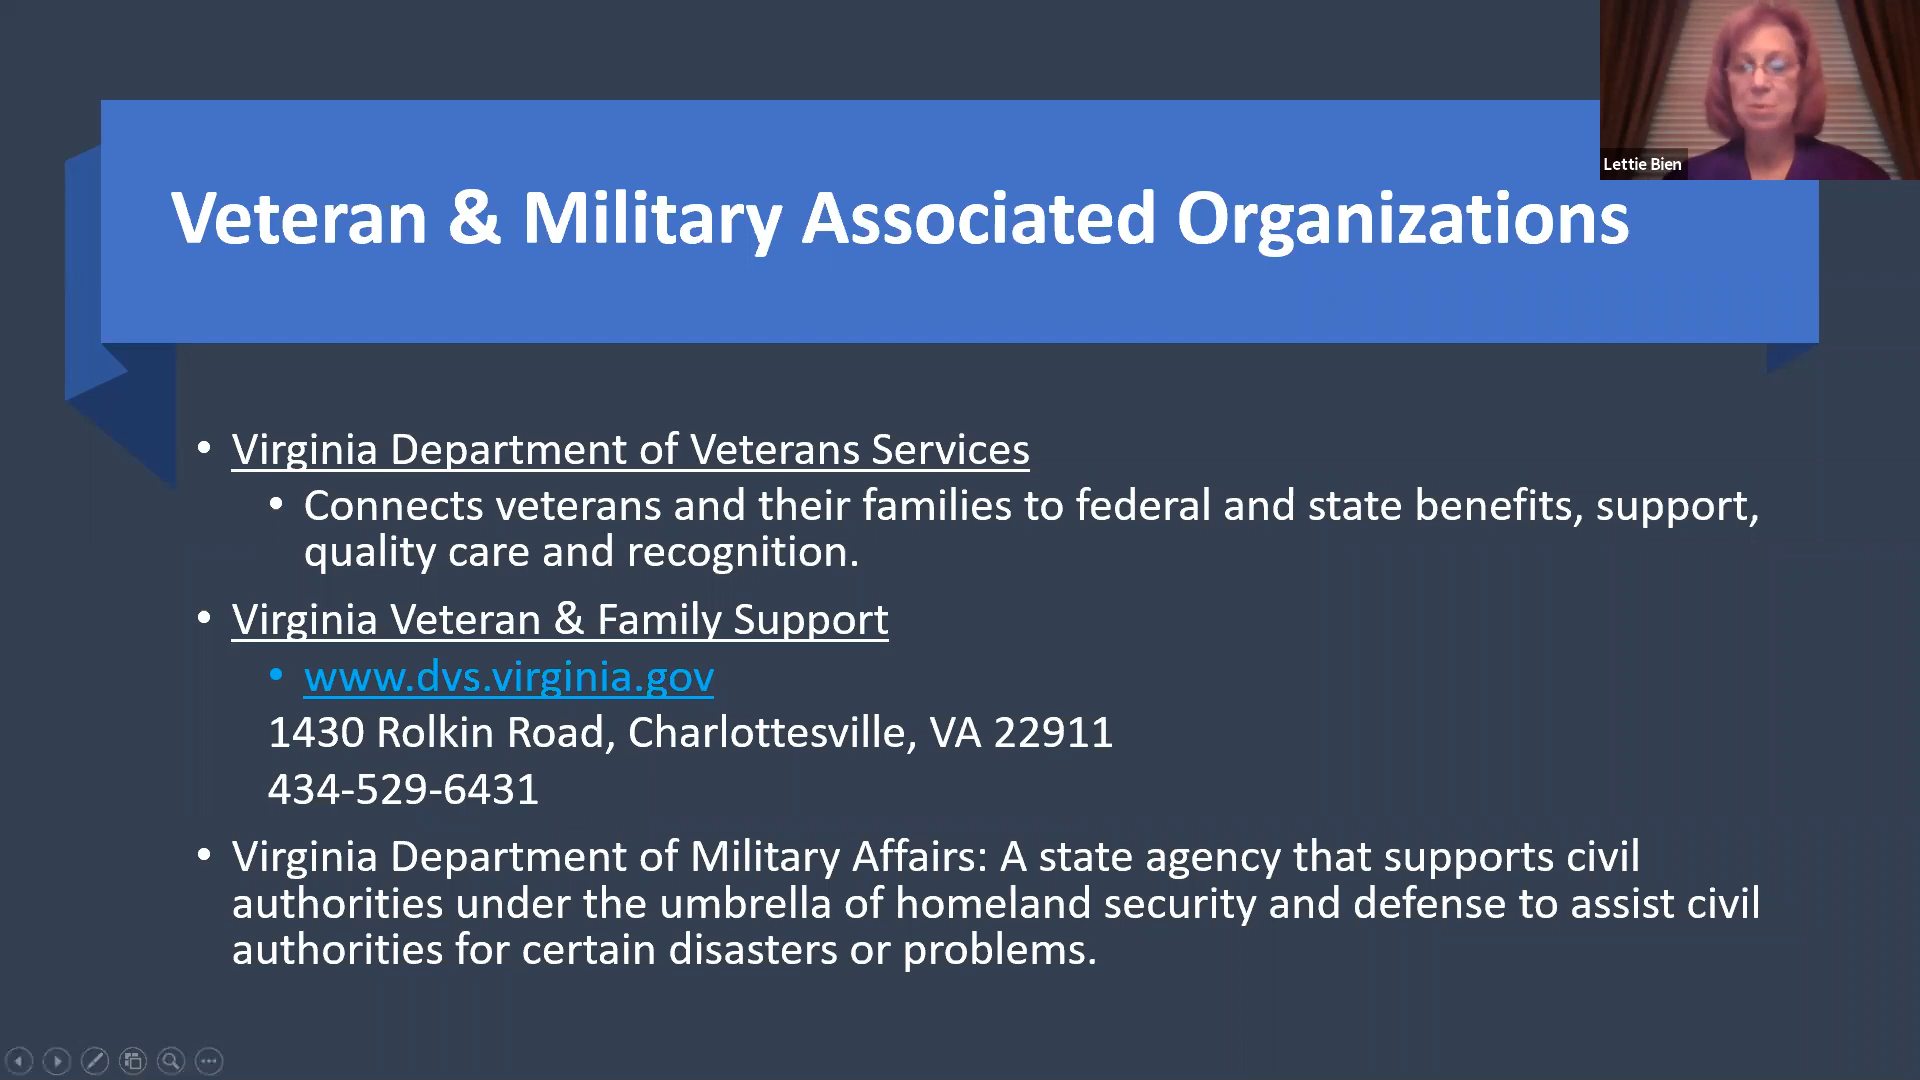 Lettie Bien
Veteran & Military Associated Organizations
• Virginia Department of Veterans Services
• Connects veterans and their families to federal and state benefits, support,
quality care and recognition.
• Virginia Veteran & Family Support
• www.dvs.virginia.gov
1430 Rolkin Road, Charlottesville, VA 22911
434-529-6431
• Virginia Department of Military Affairs: A state agency that supports civil
authorities under the umbrella of homeland security and defense to assist civil
authorities for certain disasters or problems.